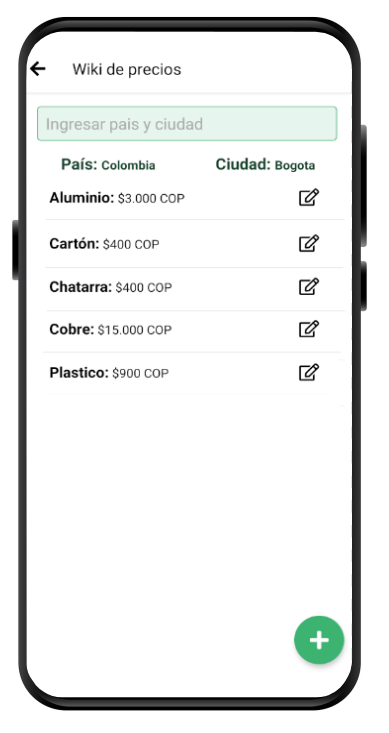 Wiki de precios
Ingresar pais y ciudad
País: Colombia Ciudad: Bogota
Aluminio: $3.000 COP
Cartón: $400 COP
Chatarra: $400 COP
Cobre: $15.000 COP
Plastico: $900 COP